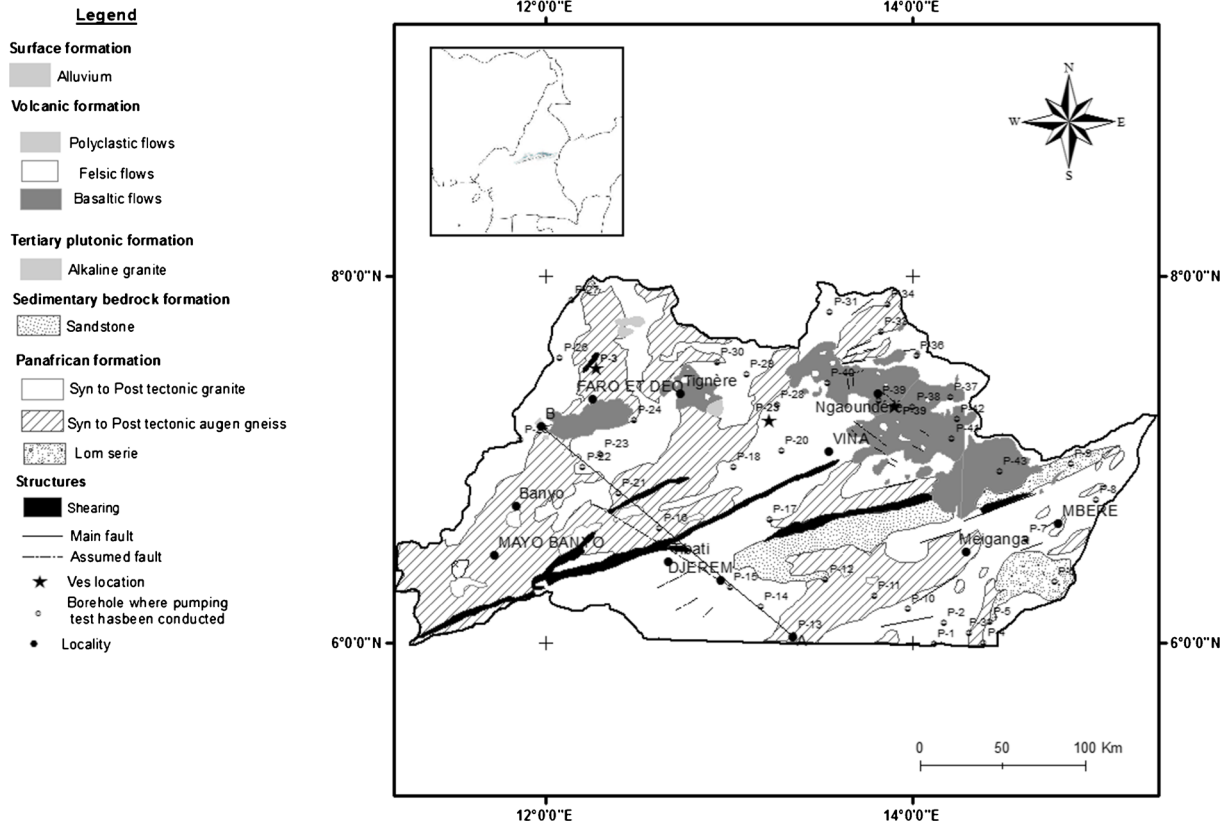 Legend
Surface formation
Alluvium
Volcanic formation
Polyclastic flows
Felsic flows
Basaltic flows
Tertiary plutonic formation
Alkaline granite
Sedimentary bedrock formation
Sandstone
Panafrican formation
Syn to Post tectonic granite
Syn to Post tectonic augen gneiss
Lom serie
Structures
Shearing
Main fault
Assumed fault
Ves location
Borehole where pumping
test hasbeen conducted
Locality
12°0'0"E
14°0'0"E
N
W
E
S
8°0'0"N
8°0'0"N
P-27
P-31
P-34
P-33
P-26
P-3
P-30
P-36
P-29
P-40
FARO ET DEO
Tignère
P-39
P-38
P-37
P-28
B
P-24
P-25
Ngaoundere
P-39
P-42
P-41
P-23
P-20
VINA
P-22
P-18
P-43
P-9
P-21
Banyo
P-8
P-17
MBERE
P-16
P-7
MAYO BANYO
Tibati
Meiganga
DJEREM
P-15
P-12
P-11
P-14
P-10
P-2
P-5
P-13
P-1
P-3
P-4
6°0'0"N
6°0'0"N
0
50
100 Km
12°0'0"E
14°0'0"E